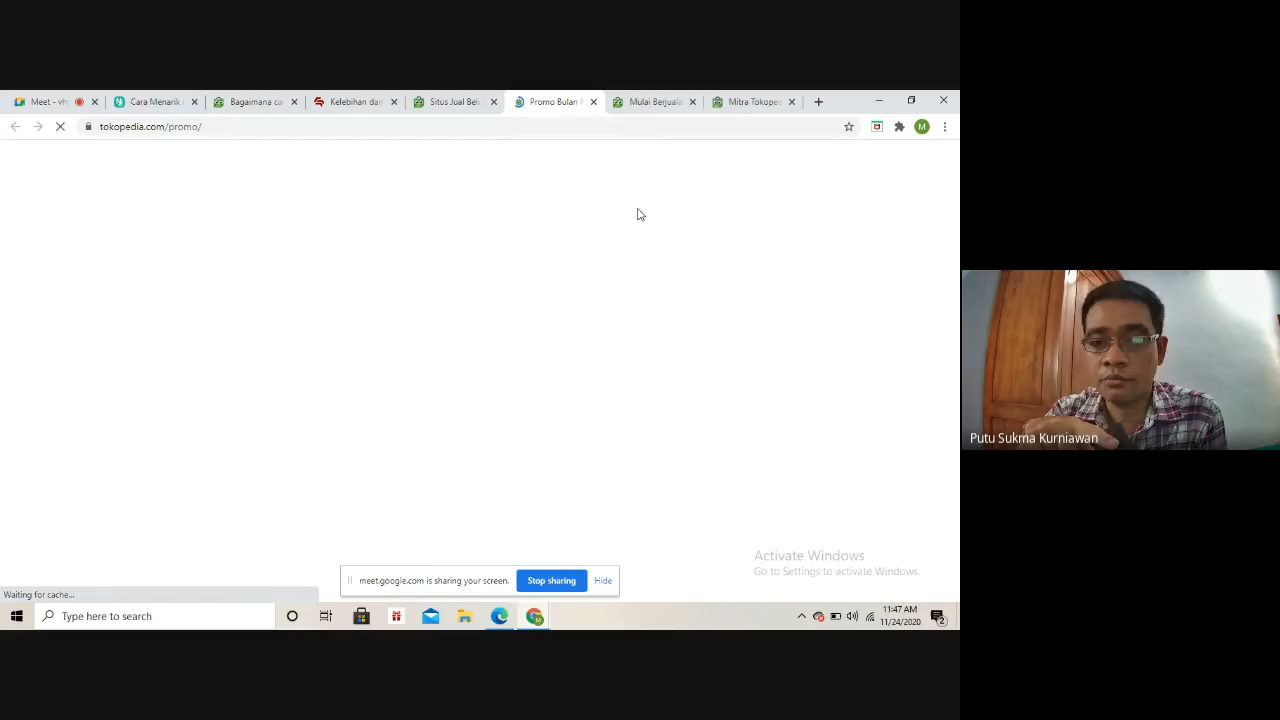 Meet - vh
Cara Menarik
Bagaimana ca
Kelebihan dan
Situs Jual Bel
Promo Bulan
Mulai Berjuala
Mitra Tokoped
tokopedia.com/promo/
M
Putu Sukma Kurniawan
Activate Windows
Go to Settings to activate Windows.
meet.google.com is sharing your screen.
Stop sharing
Hide
Waiting for cache...
Type here to search
11:47 AM
11/24/2020
2